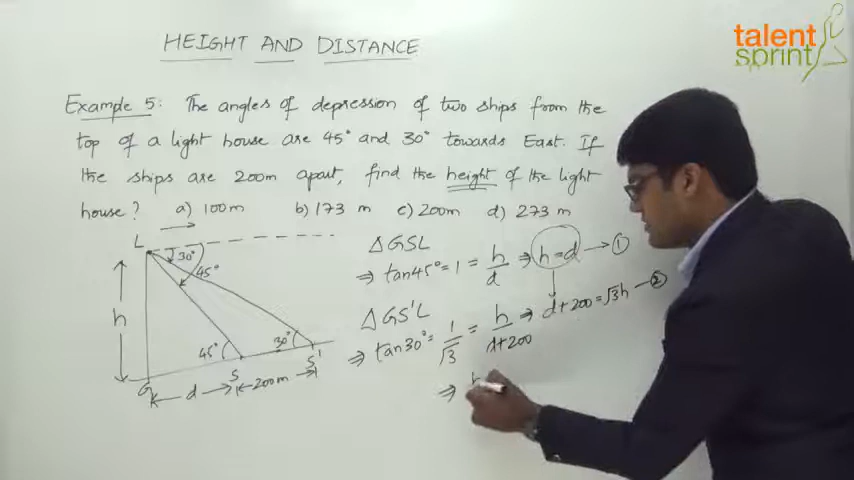 HEIGHT AND DISTANCE
talent
sprint
Example 5: The angles of depression of two ships from the
top of a light house are 45° and 30° towards East. If
the ships are 200m apart, find the height of the light
house? a) 100m b) 173 m c) 200m d) 273 m
L 30° 45°
h
45° 30°
G d S 200m S'
△GSL
⇒ tan45° = 1 = h/d ⇒ h=d → ①
△GS'L
⇒ tan30° = 1/√3 = h/d+200 ⇒ d+200 = √3h → ②
⇒